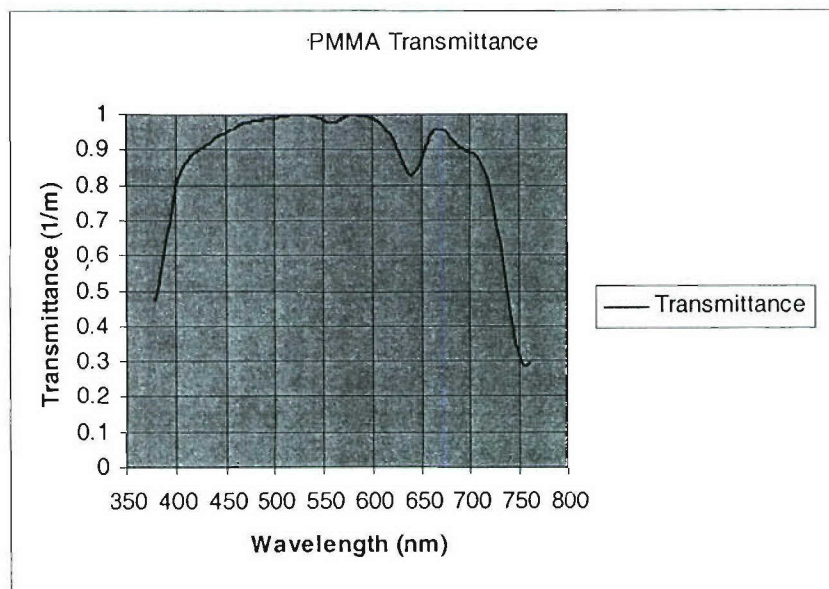 PMMA Transmittance
1
0.9
0.8
0.7
0.6
0.5
0.4
0.3
0.2
0.1
0
Transmittance (1/m)
350 400 450 500 550 600 650 700 750 800
Wavelength (nm)
Transmittance